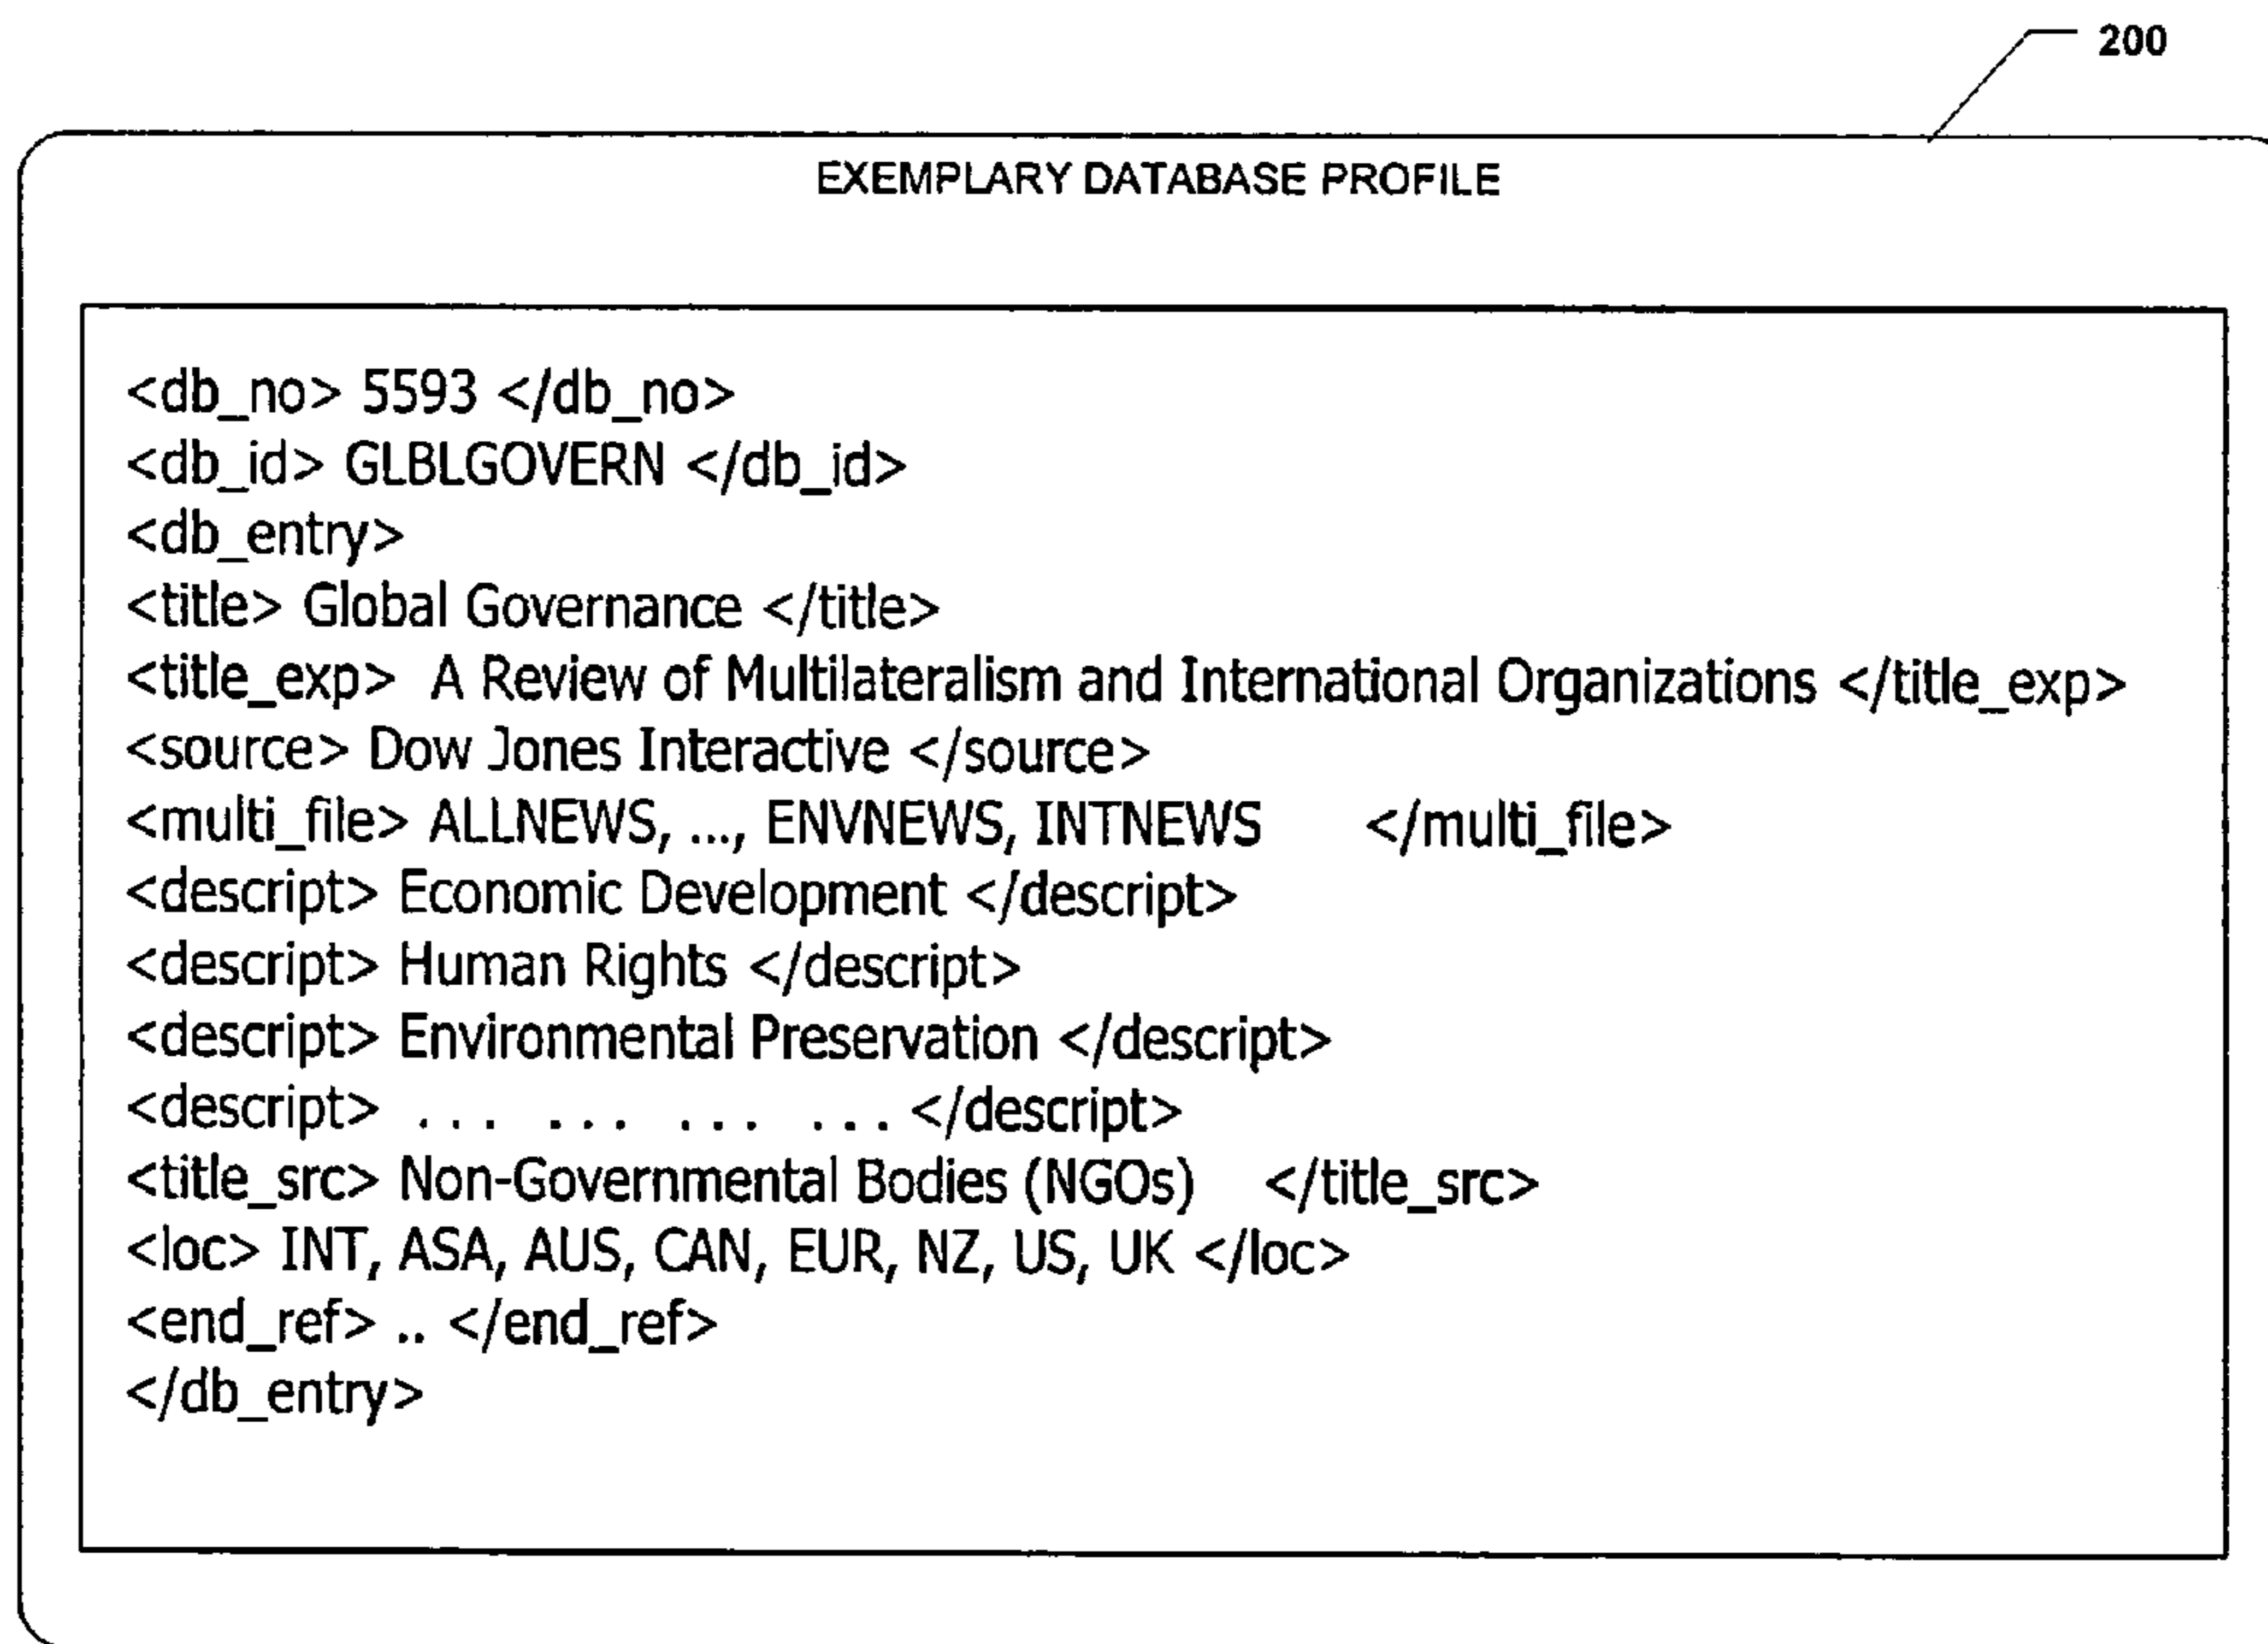 200
EXEMPLARY DATABASE PROFILE
<db_no> 5593 </db_no>
<db_id> GLBLGOVERN </db_id>
<db_entry>
<title> Global Governance </title>
<title_exp> A Review of Multilateralism and International Organizations </title_exp>
<source> Dow Jones Interactive </source>
<multi_file> ALLNEWS, ..., ENVNEWS, INTNEWS </multi_file>
<descript> Economic Development </descript>
<descript> Human Rights </descript>
<descript> Environmental Preservation </descript>
<descript> ... ... ... ... </descript>
<title_src> Non-Governmental Bodies (NGOs) </title_src>
<loc> INT, ASA, AUS, CAN, EUR, NZ, US, UK </loc>
<end_ref> .. </end_ref>
</db_entry>